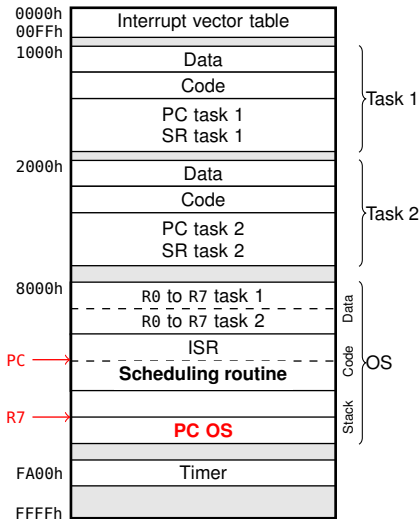 0000h
Interrupt vector table
00FFh
1000h
Data
Code
PC task 1
SR task 1
Task 1
2000h
Data
Code
PC task 2
SR task 2
Task 2
8000h
R0 to R7 task 1
R0 to R7 task 2
Data
ISR
PC
Scheduling routine
Code
OS
R7
PC OS
Stack
FA00h
Timer
FFFFh